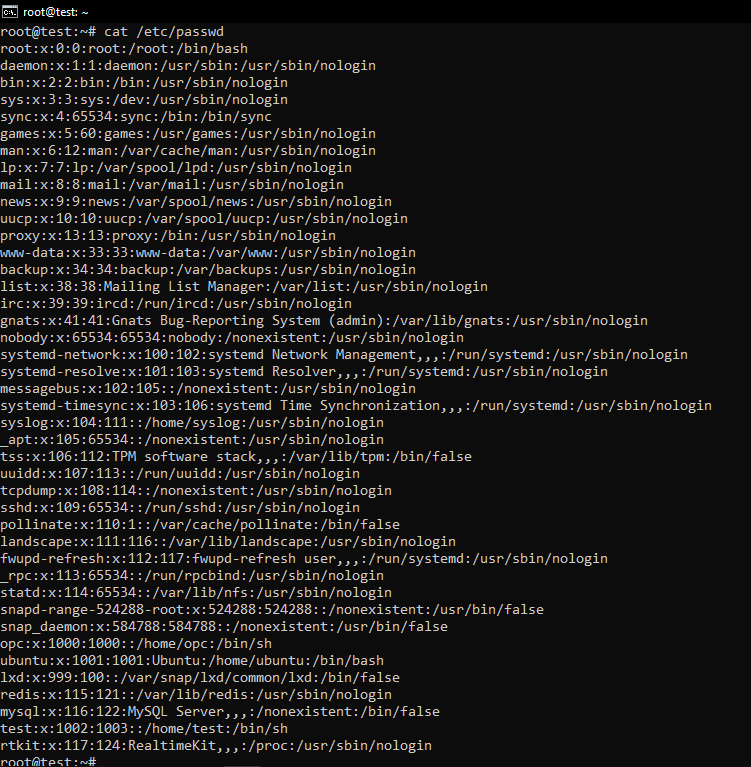 root@test: ~
root@test:~# cat /etc/passwd
root:x:0:0:root:/root:/bin/bash
daemon:x:1:1:daemon:/usr/sbin:/usr/sbin/nologin
bin:x:2:2:bin:/bin:/usr/sbin/nologin
sys:x:3:3:sys:/dev:/usr/sbin/nologin
sync:x:4:65534:sync:/bin:/bin/sync
games:x:5:60:games:/usr/games:/usr/sbin/nologin
man:x:6:12:man:/var/cache/man:/usr/sbin/nologin
lp:x:7:7:lp:/var/spool/lpd:/usr/sbin/nologin
mail:x:8:8:mail:/var/mail:/usr/sbin/nologin
news:x:9:9:news:/var/spool/news:/usr/sbin/nologin
uucp:x:10:10:uucp:/var/spool/uucp:/usr/sbin/nologin
proxy:x:13:13:proxy:/bin:/usr/sbin/nologin
www-data:x:33:33:www-data:/var/www:/usr/sbin/nologin
backup:x:34:34:backup:/var/backups:/usr/sbin/nologin
list:x:38:38:Mailing List Manager:/var/list:/usr/sbin/nologin
irc:x:39:39:ircd:/run/ircd:/usr/sbin/nologin
gnats:x:41:41:Gnats Bug-Reporting System (admin):/var/lib/gnats:/usr/sbin/nologin
nobody:x:65534:65534:nobody:/nonexistent:/usr/sbin/nologin
systemd-network:x:100:102:systemd Network Management,,,:/run/systemd:/usr/sbin/nologin
systemd-resolve:x:101:103:systemd Resolver,,,:/run/systemd:/usr/sbin/nologin
messagebus:x:102:105::/nonexistent:/usr/sbin/nologin
systemd-timesync:x:103:106:systemd Time Synchronization,,,:/run/systemd:/usr/sbin/nologin
syslog:x:104:111::/home/syslog:/usr/sbin/nologin
_apt:x:105:65534::/nonexistent:/usr/sbin/nologin
tss:x:106:112:TPM software stack,,,:/var/lib/tpm:/bin/false
uuidd:x:107:113::/run/uuidd:/usr/sbin/nologin
tcpdump:x:108:114::/nonexistent:/usr/sbin/nologin
sshd:x:109:65534::/run/sshd:/usr/sbin/nologin
pollinate:x:110:1::/var/cache/pollinate:/bin/false
landscape:x:111:116::/var/lib/landscape:/usr/sbin/nologin
fwupd-refresh:x:112:117:fwupd-refresh user,,,:/run/systemd:/usr/sbin/nologin
_rpc:x:113:65534::/run/rpcbind:/usr/sbin/nologin
statd:x:114:65534::/var/lib/nfs:/usr/sbin/nologin
snapd-range-524288-root:x:524288:524288::/nonexistent:/usr/bin/false
snap_daemon:x:584788:584788::/nonexistent:/usr/bin/false
opc:x:1000:1000::/home/opc:/bin/sh
ubuntu:x:1001:1001:Ubuntu:/home/ubuntu:/bin/bash
lxd:x:999:100::/var/snap/lxd/common/lxd:/bin/false
redis:x:115:121::/var/lib/redis:/usr/sbin/nologin
mysql:x:116:122:MySQL Server,,,:/nonexistent:/bin/false
test:x:1002:1003::/home/test:/bin/sh
rtkit:x:117:124:RealtimeKit,,,:/proc:/usr/sbin/nologin
root@test:~#